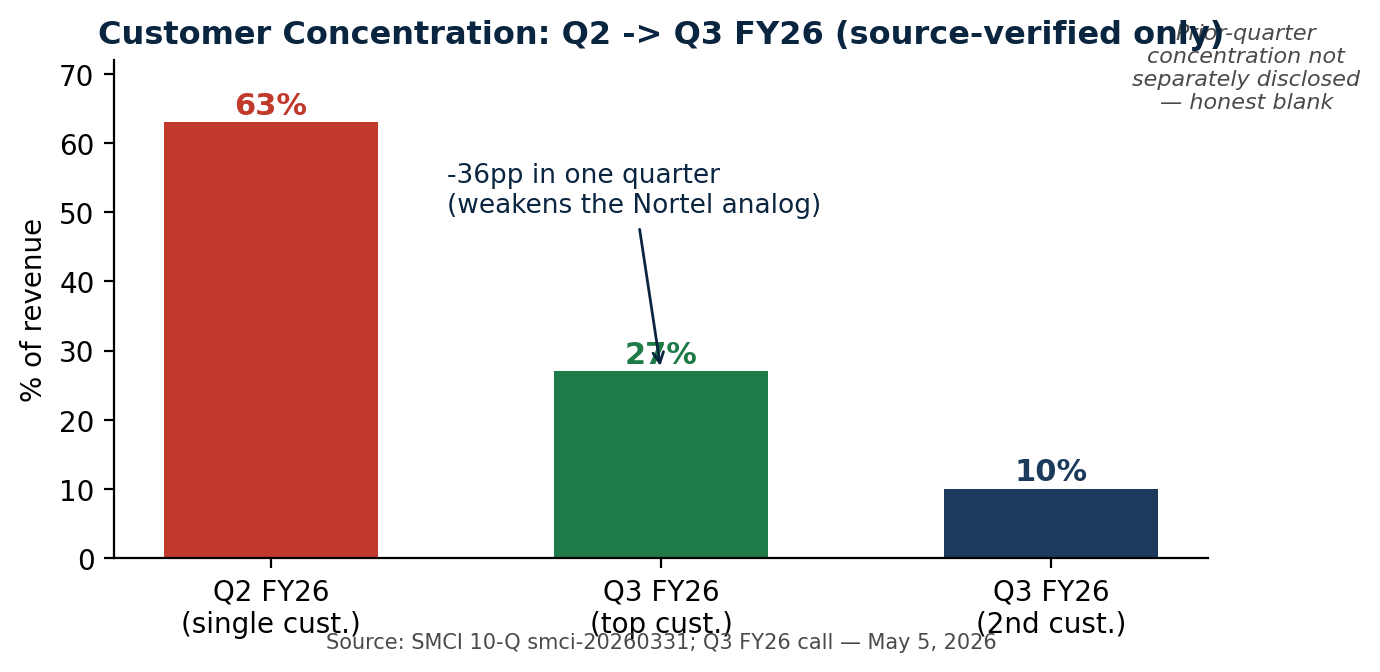 Customer Concentration: Q2 -> Q3 FY26 (source-verified only)
Prior-quarter
concentration not
separately disclosed
— honest blank
% of revenue
70
60
50
40
30
20
10
0
63%
-36pp in one quarter
(weakens the Nortel analog)
27%
10%
Q2 FY26
(single cust.)
Q3 FY26
(top cust.)
Q3 FY26
(2nd cust.)
Source: SMCI 10-Q smci-20260331; Q3 FY26 call — May 5, 2026